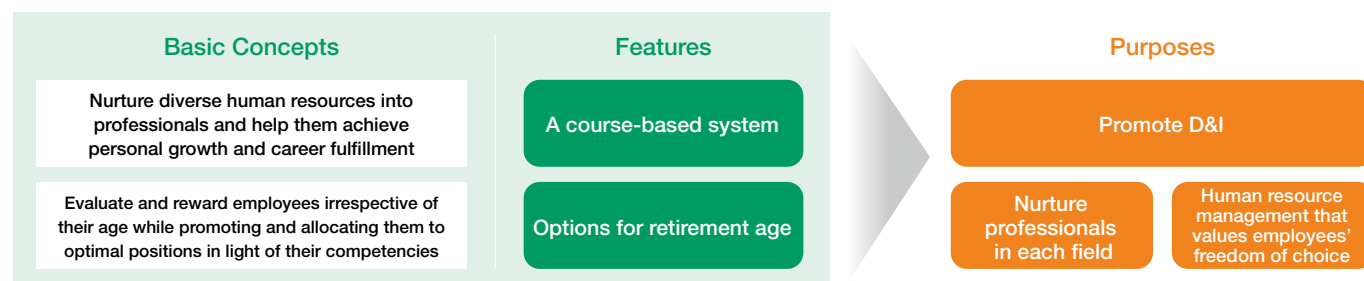 Basic Concepts
Nurture diverse human resources into
professionals and help them achieve
personal growth and career fulfillment
Evaluate and reward employees irrespective of
their age while promoting and allocating them to
optimal positions in light of their competencies
Features
A course-based system
Options for retirement age
Purposes
Promote D&I
Nurture
professionals
in each field
Human resource
management that
values employees’
freedom of choice